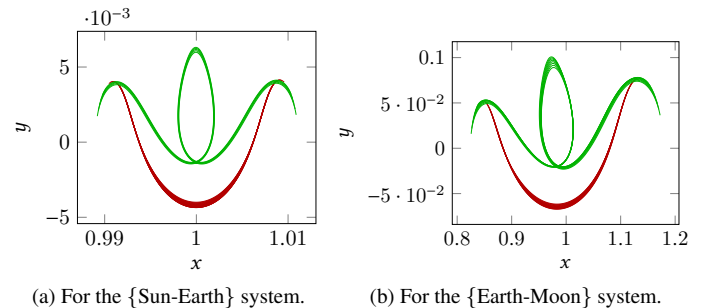 ·10⁻³
5
0
−5
y
0.99
1
1.01
x
(a) For the {Sun-Earth} system.
0.1
5 · 10⁻²
0
−5 · 10⁻²
y
0.8
0.9
1
1.1
1.2
x
(b) For the {Earth-Moon} system.